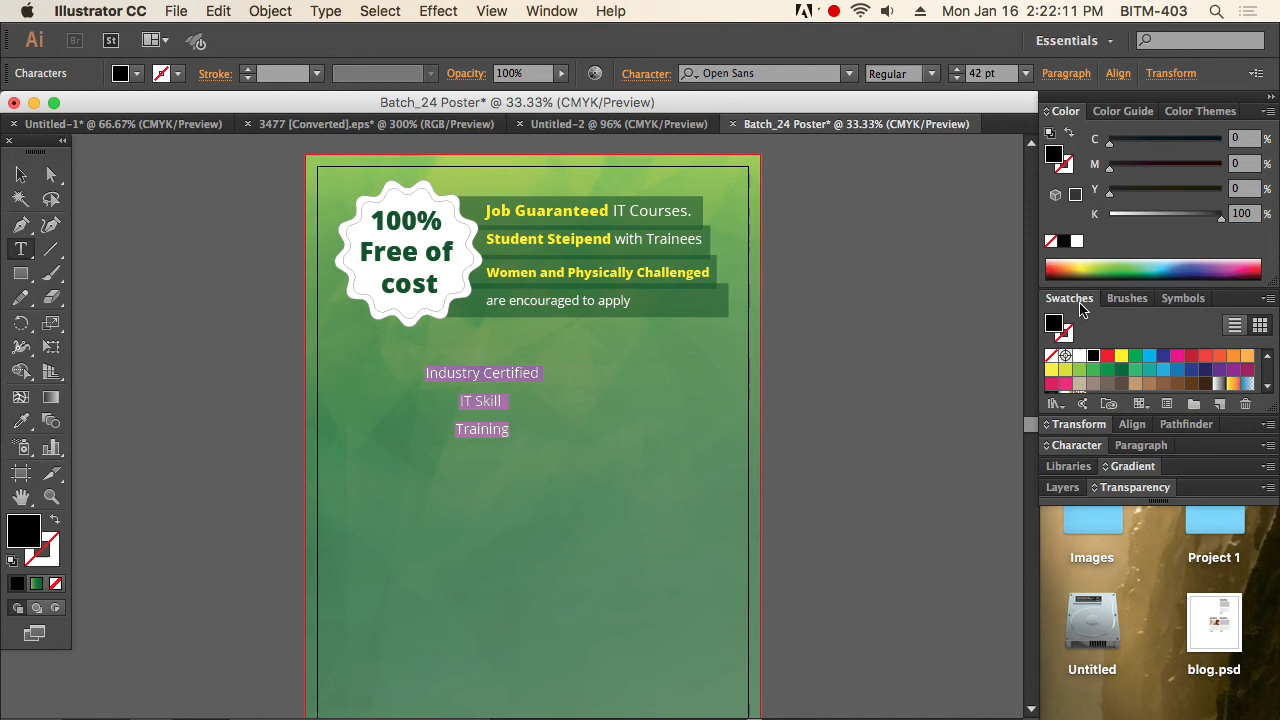 Illustrator CC File Edit Object Type Select Effect View Window Help Mon Jan 16 2:22:11 PM BITM-403
Ai Br St Essentials
Characters Stroke: Opacity: 100% Character: Open Sans Regular 42 pt Paragraph Align Transform
Batch_24 Poster* @ 33.33% (CMYK/Preview)
Untitled-1* @ 66.67% (CMYK/Preview) 3477 [Converted].eps* @ 300% (RGB/Preview) Untitled-2 @ 96% (CMYK/Preview) Batch_24 Poster* @ 33.33% (CMYK/Preview)
100%
Free of
cost
Job Guaranteed IT Courses.
Student Steipend with Trainees
Women and Physically Challenged
are encouraged to apply
Industry Certified
IT Skill
Training
Color Color Guide Color Themes
C 0 %
M 0 %
Y 0 %
K 100 %
Swatches Brushes Symbols
Transform Align Pathfinder
Character Paragraph
Libraries Gradient
Layers Transparency
Images Project 1
Untitled blog.psd